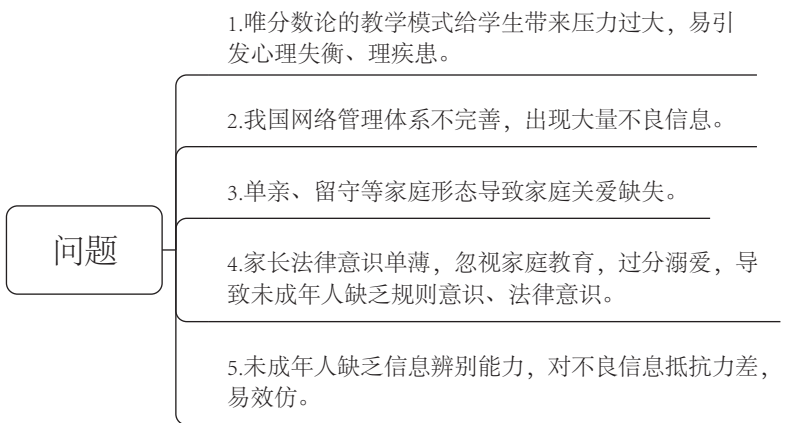 1.唯分数论的教学模式给学生带来压力过大，易引
发心理失衡、理疾患。
2.我国网络管理体系不完善，出现大量不良信息。
3.单亲、留守等家庭形态导致家庭关爱缺失。
问题
4.家长法律意识单薄，忽视家庭教育，过分溺爱，导
致未成年人缺乏规则意识、法律意识。
5.未成年人缺乏信息辨别能力，对不良信息抵抗力差，
易效仿。